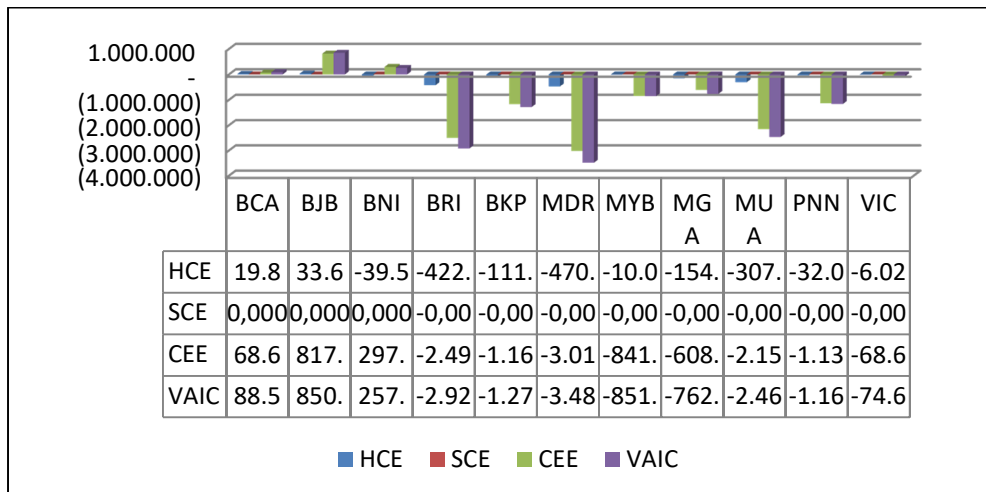 1.000.000
-
(1.000.000)
(2.000.000)
(3.000.000)
(4.000.000)
BCA BJB BNI BRI BKP MDR MYB MG MU PNN VIC
A A
HCE 19.8 33.6 -39.5 -422. -111. -470. -10.0 -154. -307. -32.0 -6.02
SCE 0,000 0,000 0,000 -0,00 -0,00 -0,00 -0,00 -0,00 -0,00 -0,00 -0,00
CEE 68.6 817. 297. -2.49 -1.16 -3.01 -841. -608. -2.15 -1.13 -68.6
VAIC 88.5 850. 257. -2.92 -1.27 -3.48 -851. -762. -2.46 -1.16 -74.6
HCE SCE CEE VAIC